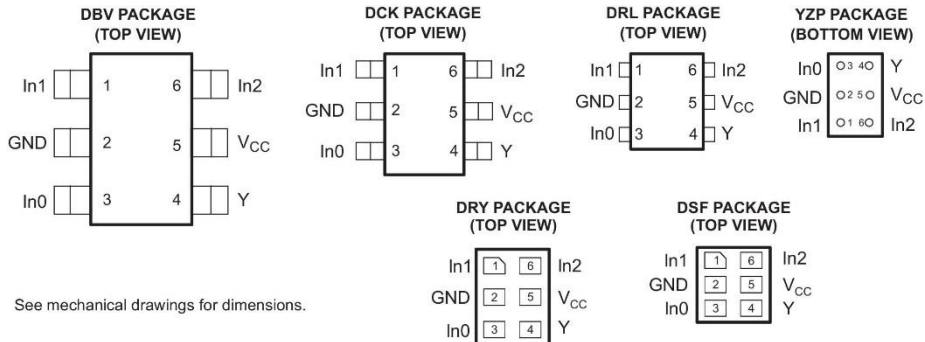 DBV PACKAGE
(TOP VIEW)
In1 1 6 In2
GND 2 5 VCC
In0 3 4 Y
DCK PACKAGE
(TOP VIEW)
In1 1 6 In2
GND 2 5 VCC
In0 3 4 Y
DRL PACKAGE
(TOP VIEW)
In1 1 6 In2
GND 2 5 VCC
In0 3 4 Y
YZP PACKAGE
(BOTTOM VIEW)
In0 3 4 Y
GND 2 5 VCC
In1 1 6 In2
DRY PACKAGE
(TOP VIEW)
In1 1 6 In2
GND 2 5 VCC
In0 3 4 Y
DSF PACKAGE
(TOP VIEW)
In1 1 6 In2
GND 2 5 VCC
In0 3 4 Y
See mechanical drawings for dimensions.